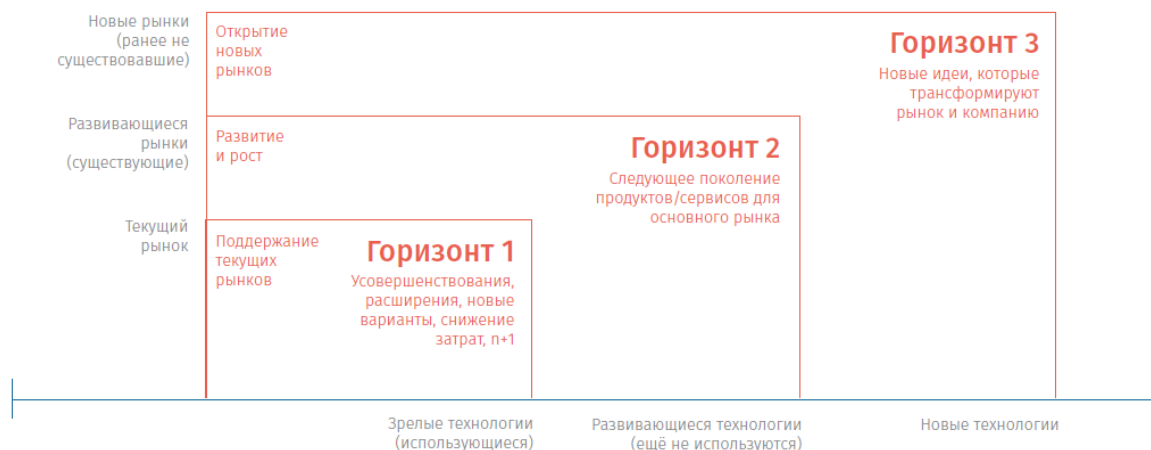 Новые рынки
(ранее не
существовавшие)
Открытие
новых
рынков
Горизонт 3
Новые идеи, которые
трансформируют
рынок и компанию
Развивающиеся
рынки
(существующие)
Развитие
и рост
Горизонт 2
Следующее поколение
продуктов/сервисов для
основного рынка
Текущий
рынок
Поддержание
текущих
рынков
Горизонт 1
Усовершенствования,
расширения, новые
варианты, снижение
затрат, n+1
Зрелые технологии
(использующиеся)
Развивающиеся технологии
(ещё не используются)
Новые технологии